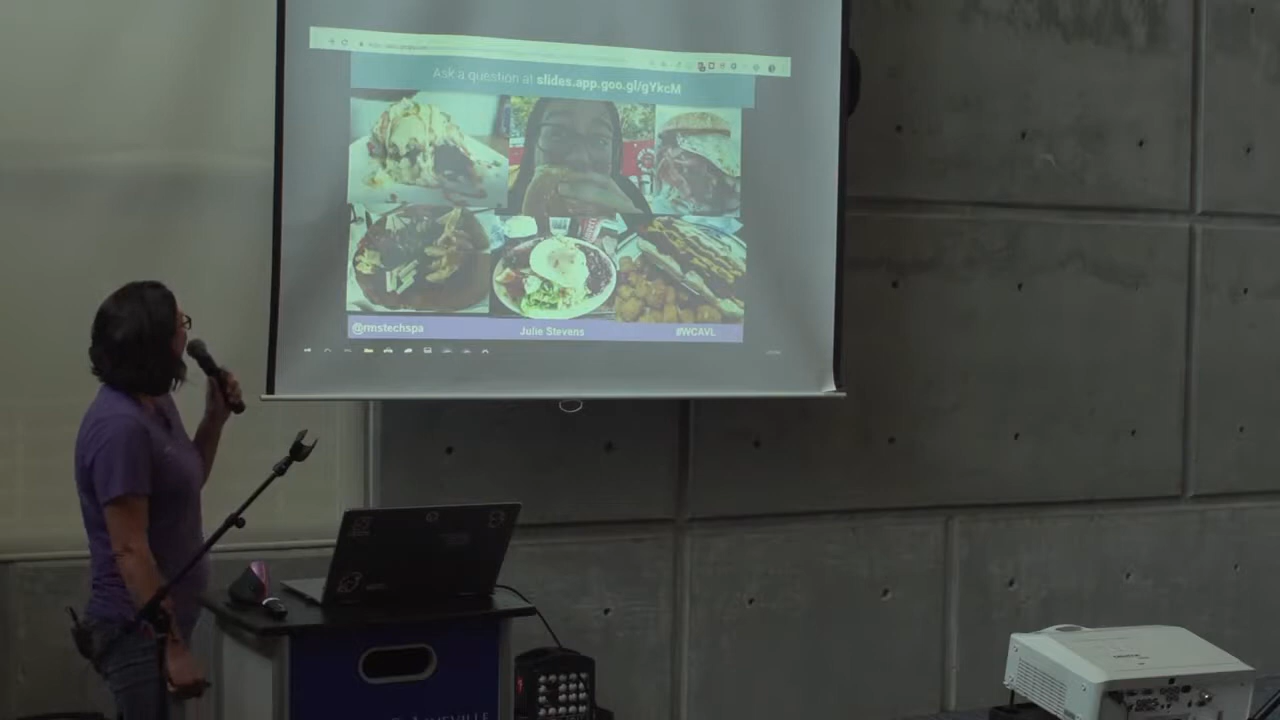 Ask a question at slides.app.goo.gl/gYkcM
@rmstechspa Julie Stevens #WCAVL